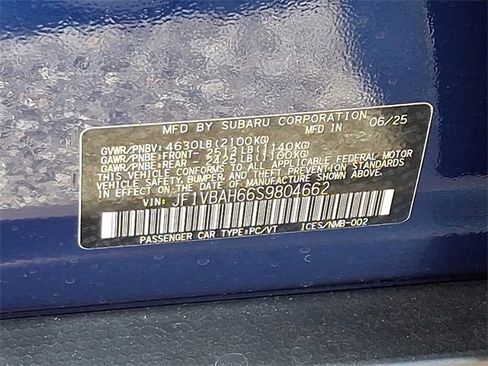 MFD BY SUBARU CORPORATION 06/25
GVWR/PNBV: 4630LB(2100KG)
GAWR/PNBE:FRONT- 2513LB(1140KG)
GAWR/PNBE:REAR - 2425LB(1100KG)
THIS VEHICLE CONFORMS TO ALL APPLICABLE FEDERAL MOTOR
VEHICLE SAFETY, BUMPER, AND THEFT PREVENTION STANDARDS
IN EFFECT ON THE DATE OF MANUFACTURE SHOWN ABOVE.
VIN: JF1VBAH66S9804662
PASSENGER CAR TYPE:PC/VT ICES/NMB-002